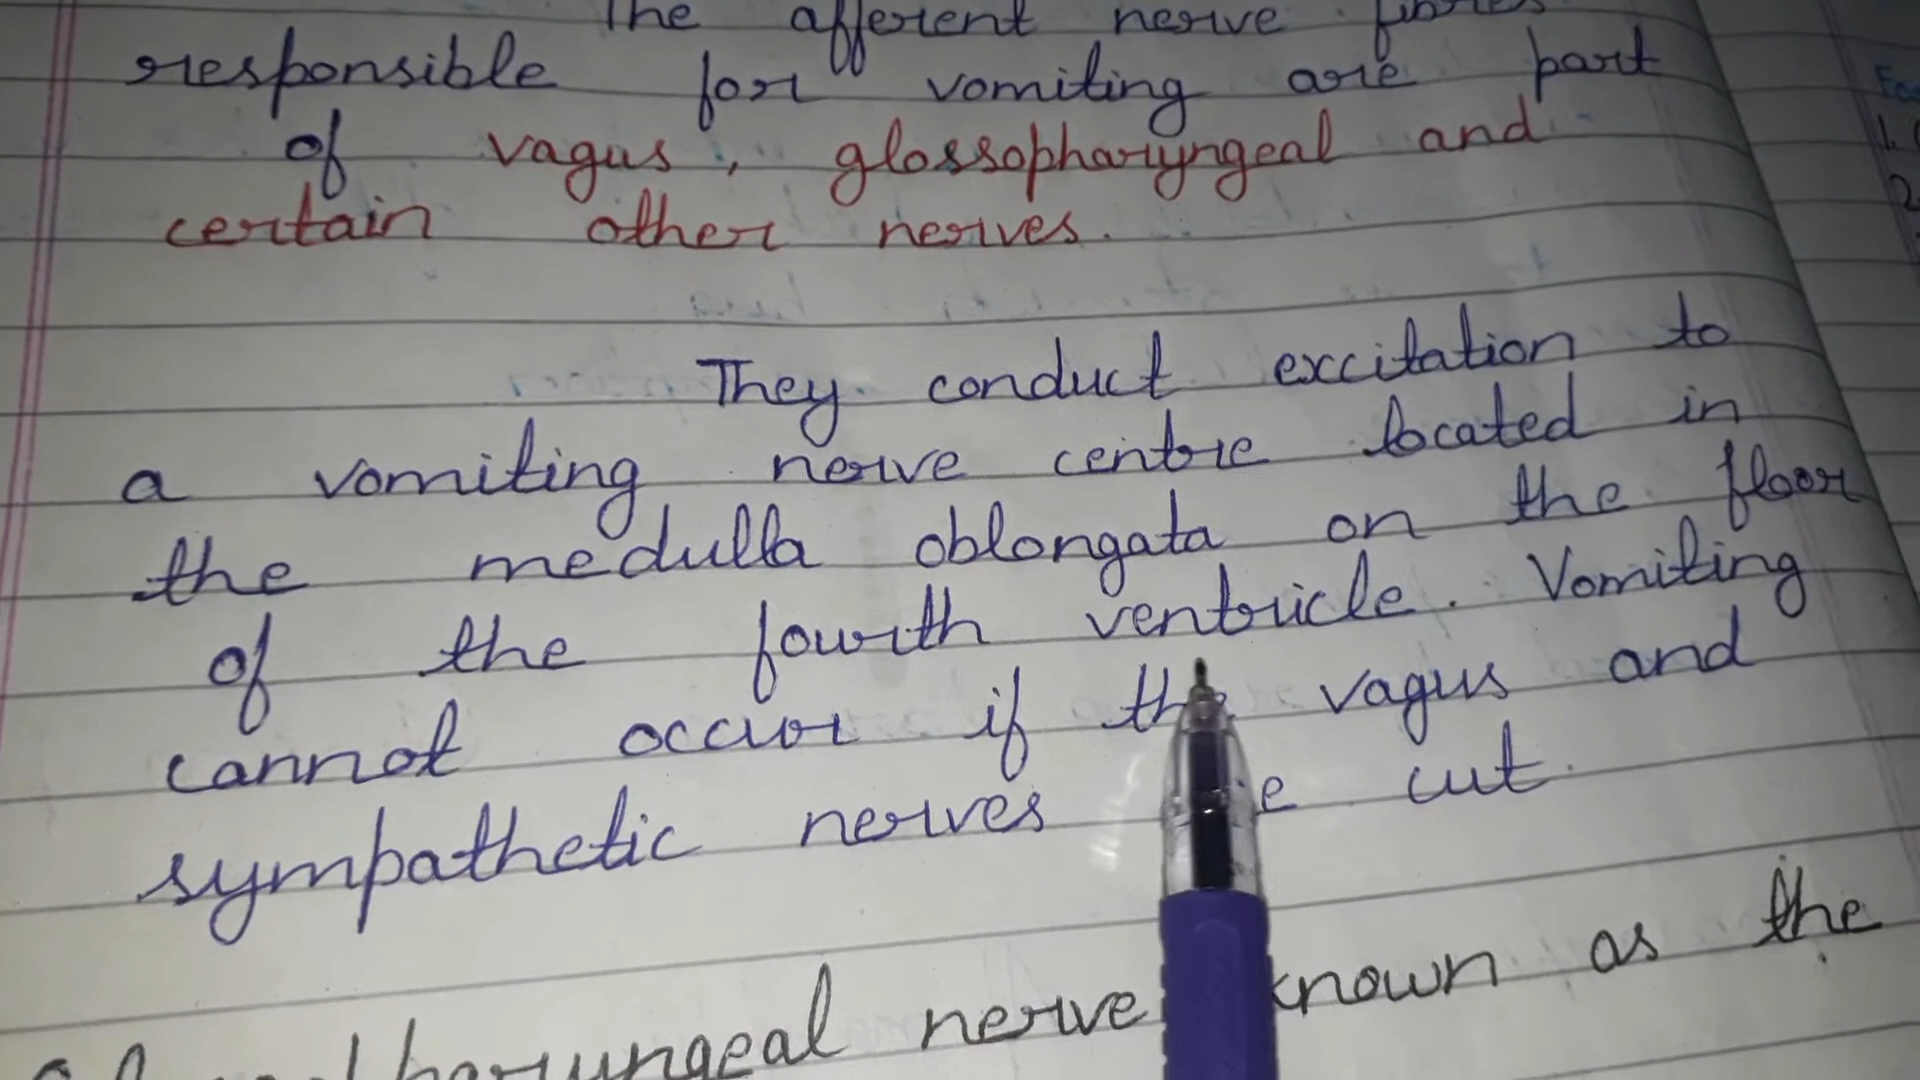 The afferent nerve fibres
responsible for vomiting are part
of vagus, glossopharyngeal and
certain other nerves.
They conduct excitation to
a vomiting nerve centre located in
the medulla oblongata on the floor
of the fourth ventricle. Vomiting
cannot occur if the vagus and
sympathetic nerves cut.
nerve known as the